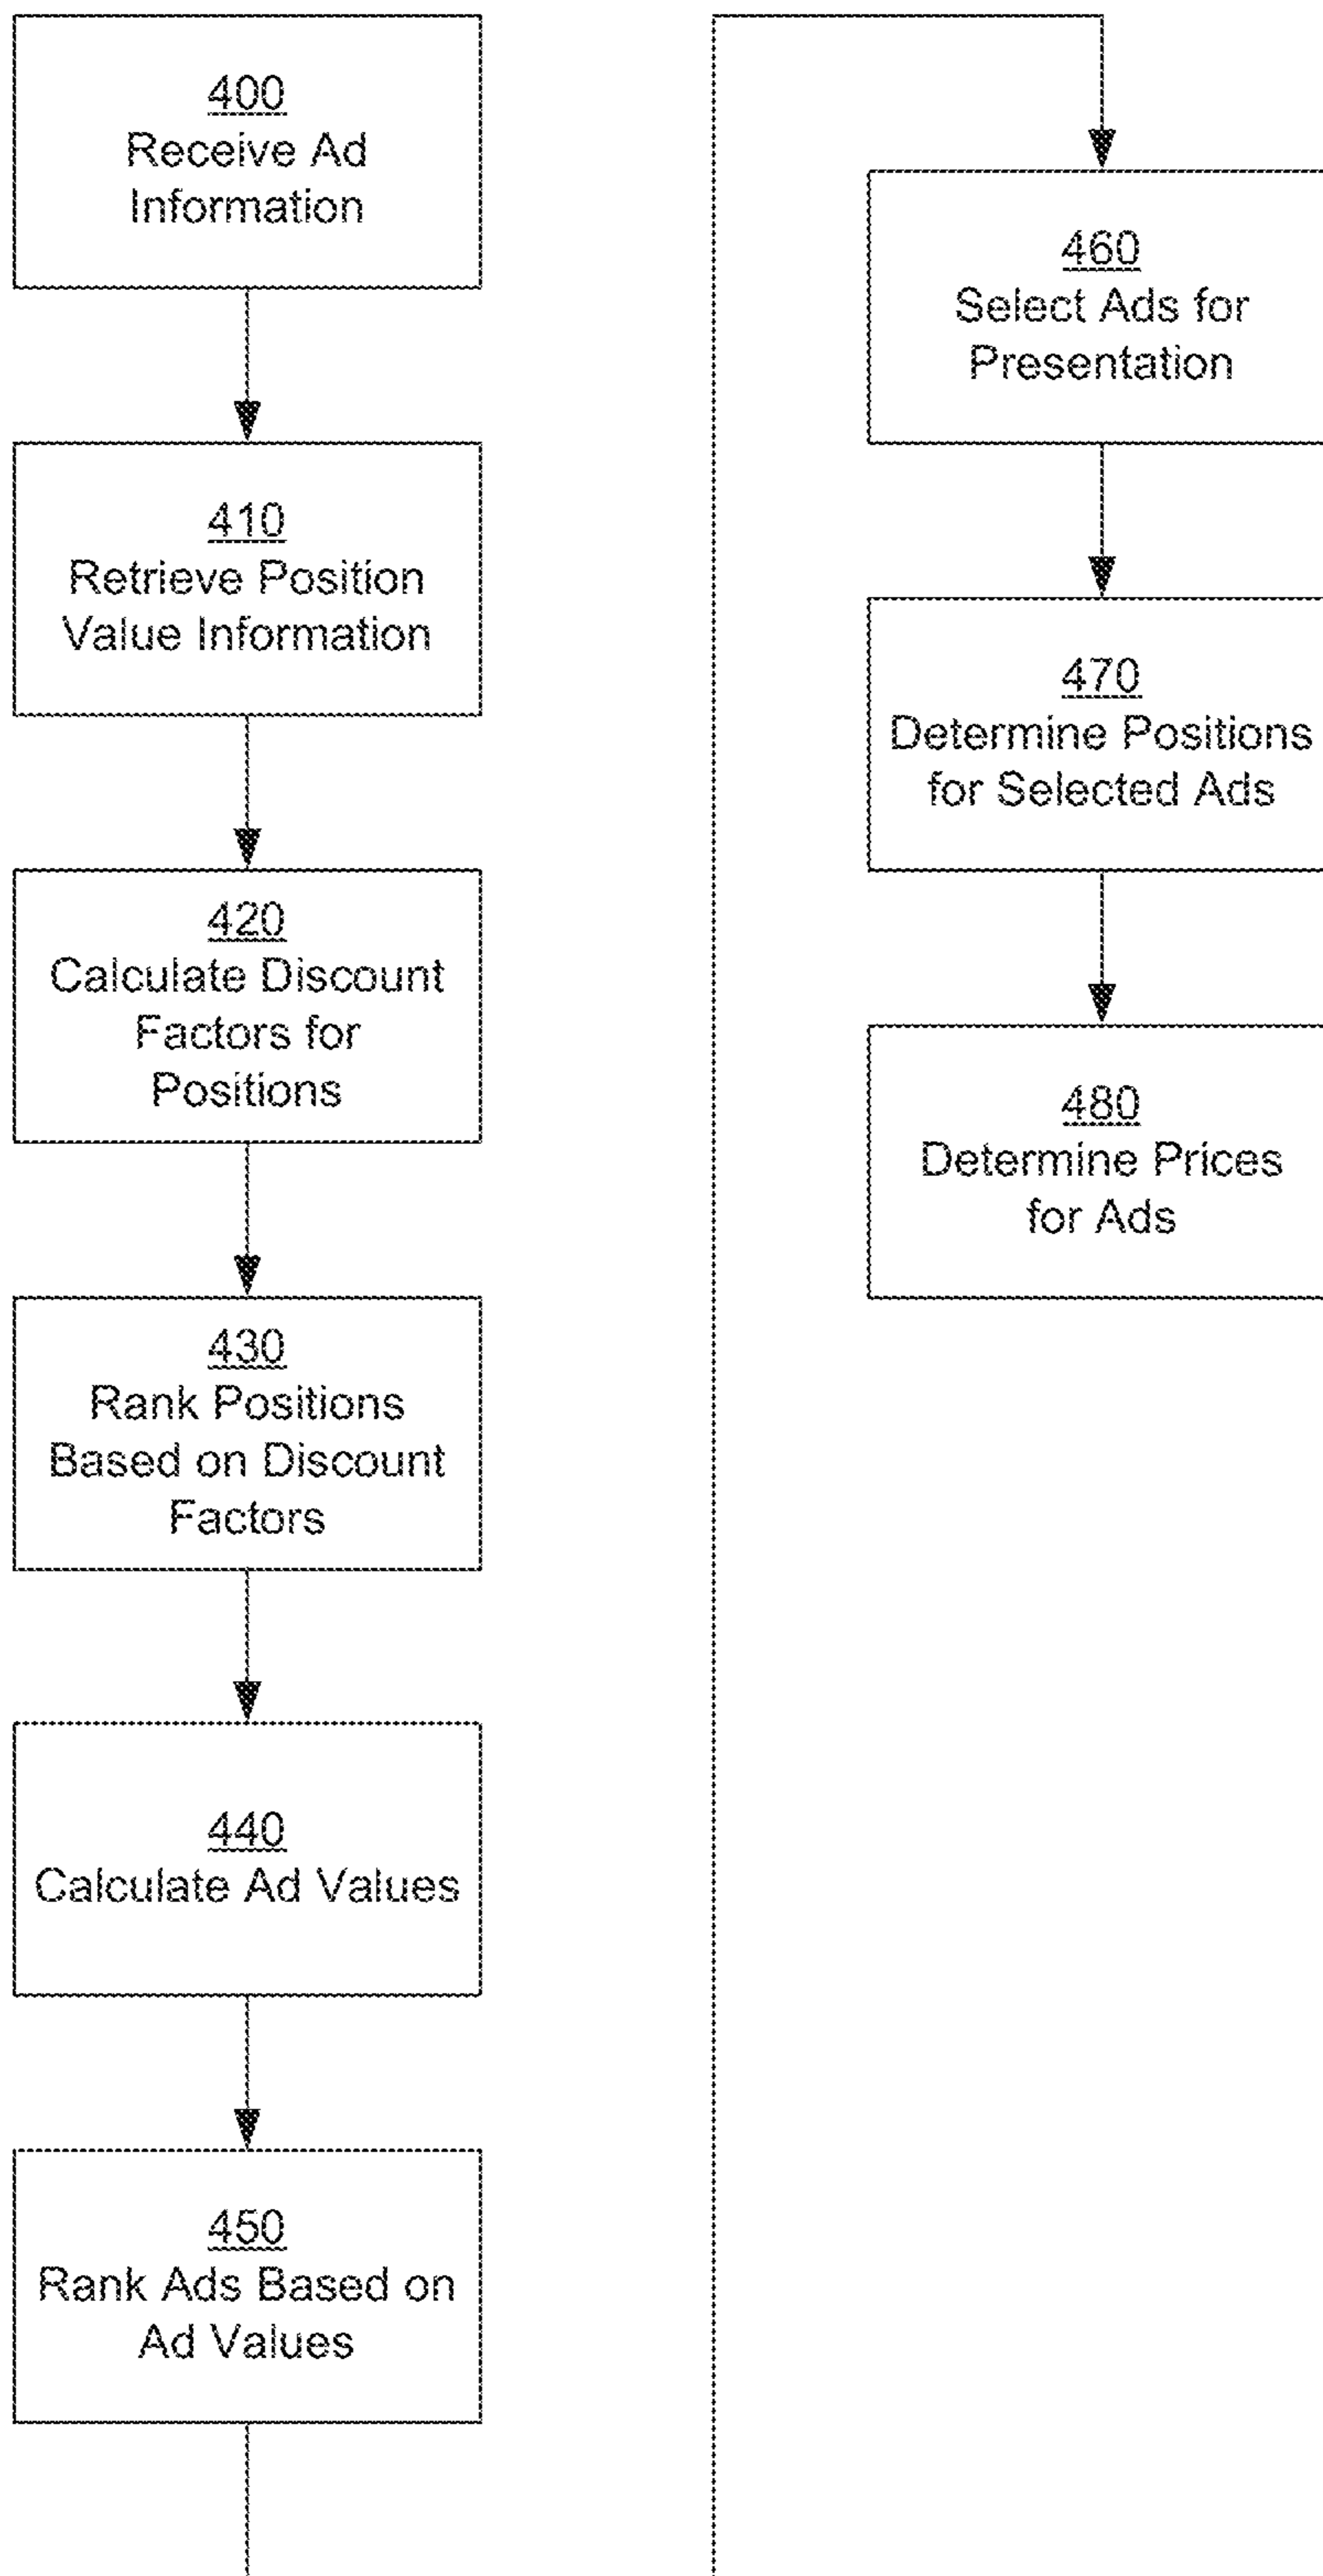 400
Receive Ad
Information
410
Retrieve Position
Value Information
420
Calculate Discount
Factors for
Positions
430
Rank Positions
Based on Discount
Factors
440
Calculate Ad Values
450
Rank Ads Based on
Ad Values
460
Select Ads for
Presentation
470
Determine Positions
for Selected Ads
480
Determine Prices
for Ads